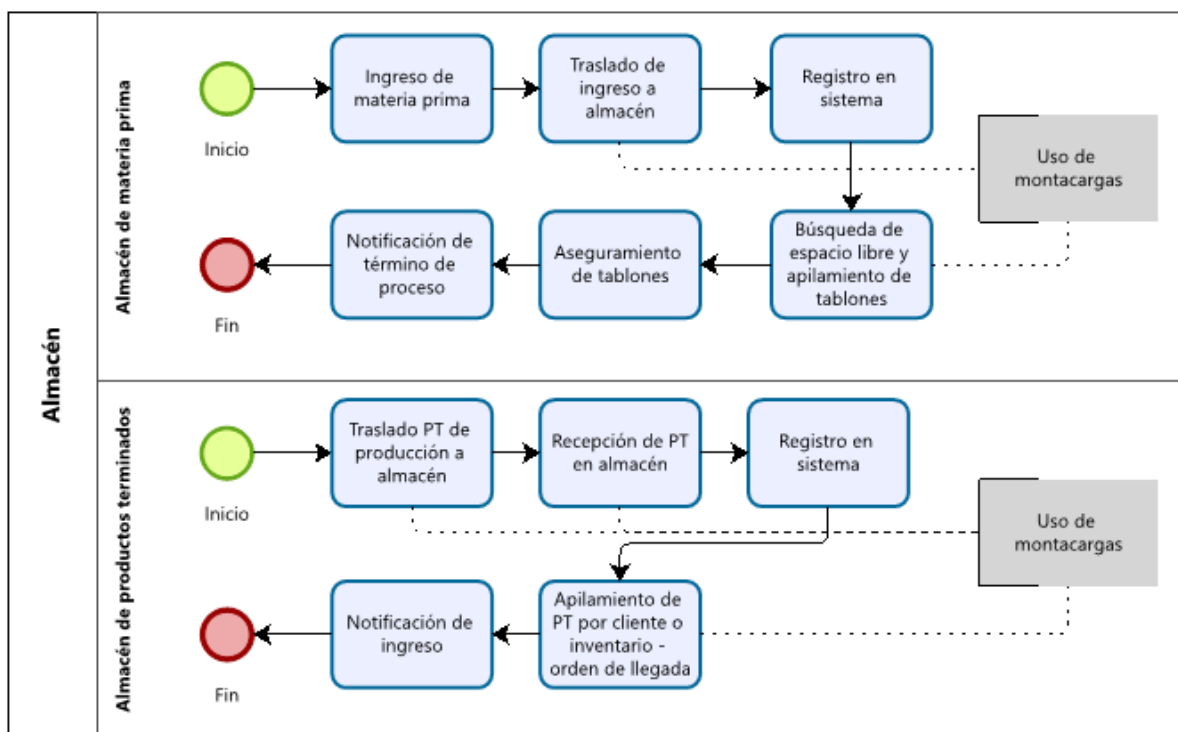 Almacén
Almacén de materia prima
Inicio
Ingreso de
materia prima
Traslado de
ingreso a
almacén
Registro en
sistema
Uso de
montacargas
Búsqueda de
espacio libre y
apilamiento de
tablones
Aseguramiento
de tablones
Notificación de
término de
proceso
Fin
Almacén de productos terminados
Inicio
Traslado PT de
producción a
almacén
Recepción de PT
en almacén
Registro en
sistema
Uso de
montacargas
Apilamiento de
PT por cliente o
inventario -
orden de llegada
Notificación de
ingreso
Fin